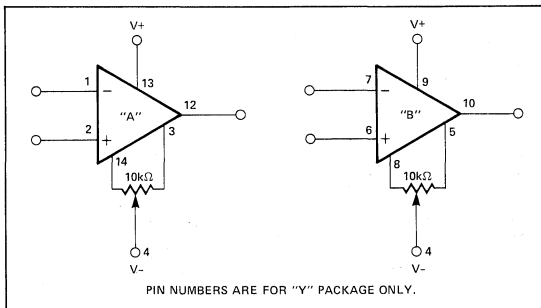 V+ V+
13 9
1 − 7 −
"A" 12 "B" 10
2 + 3 6 + 5
14 8
10kΩ 10kΩ
4 4
V− V−
PIN NUMBERS ARE FOR "Y" PACKAGE ONLY.